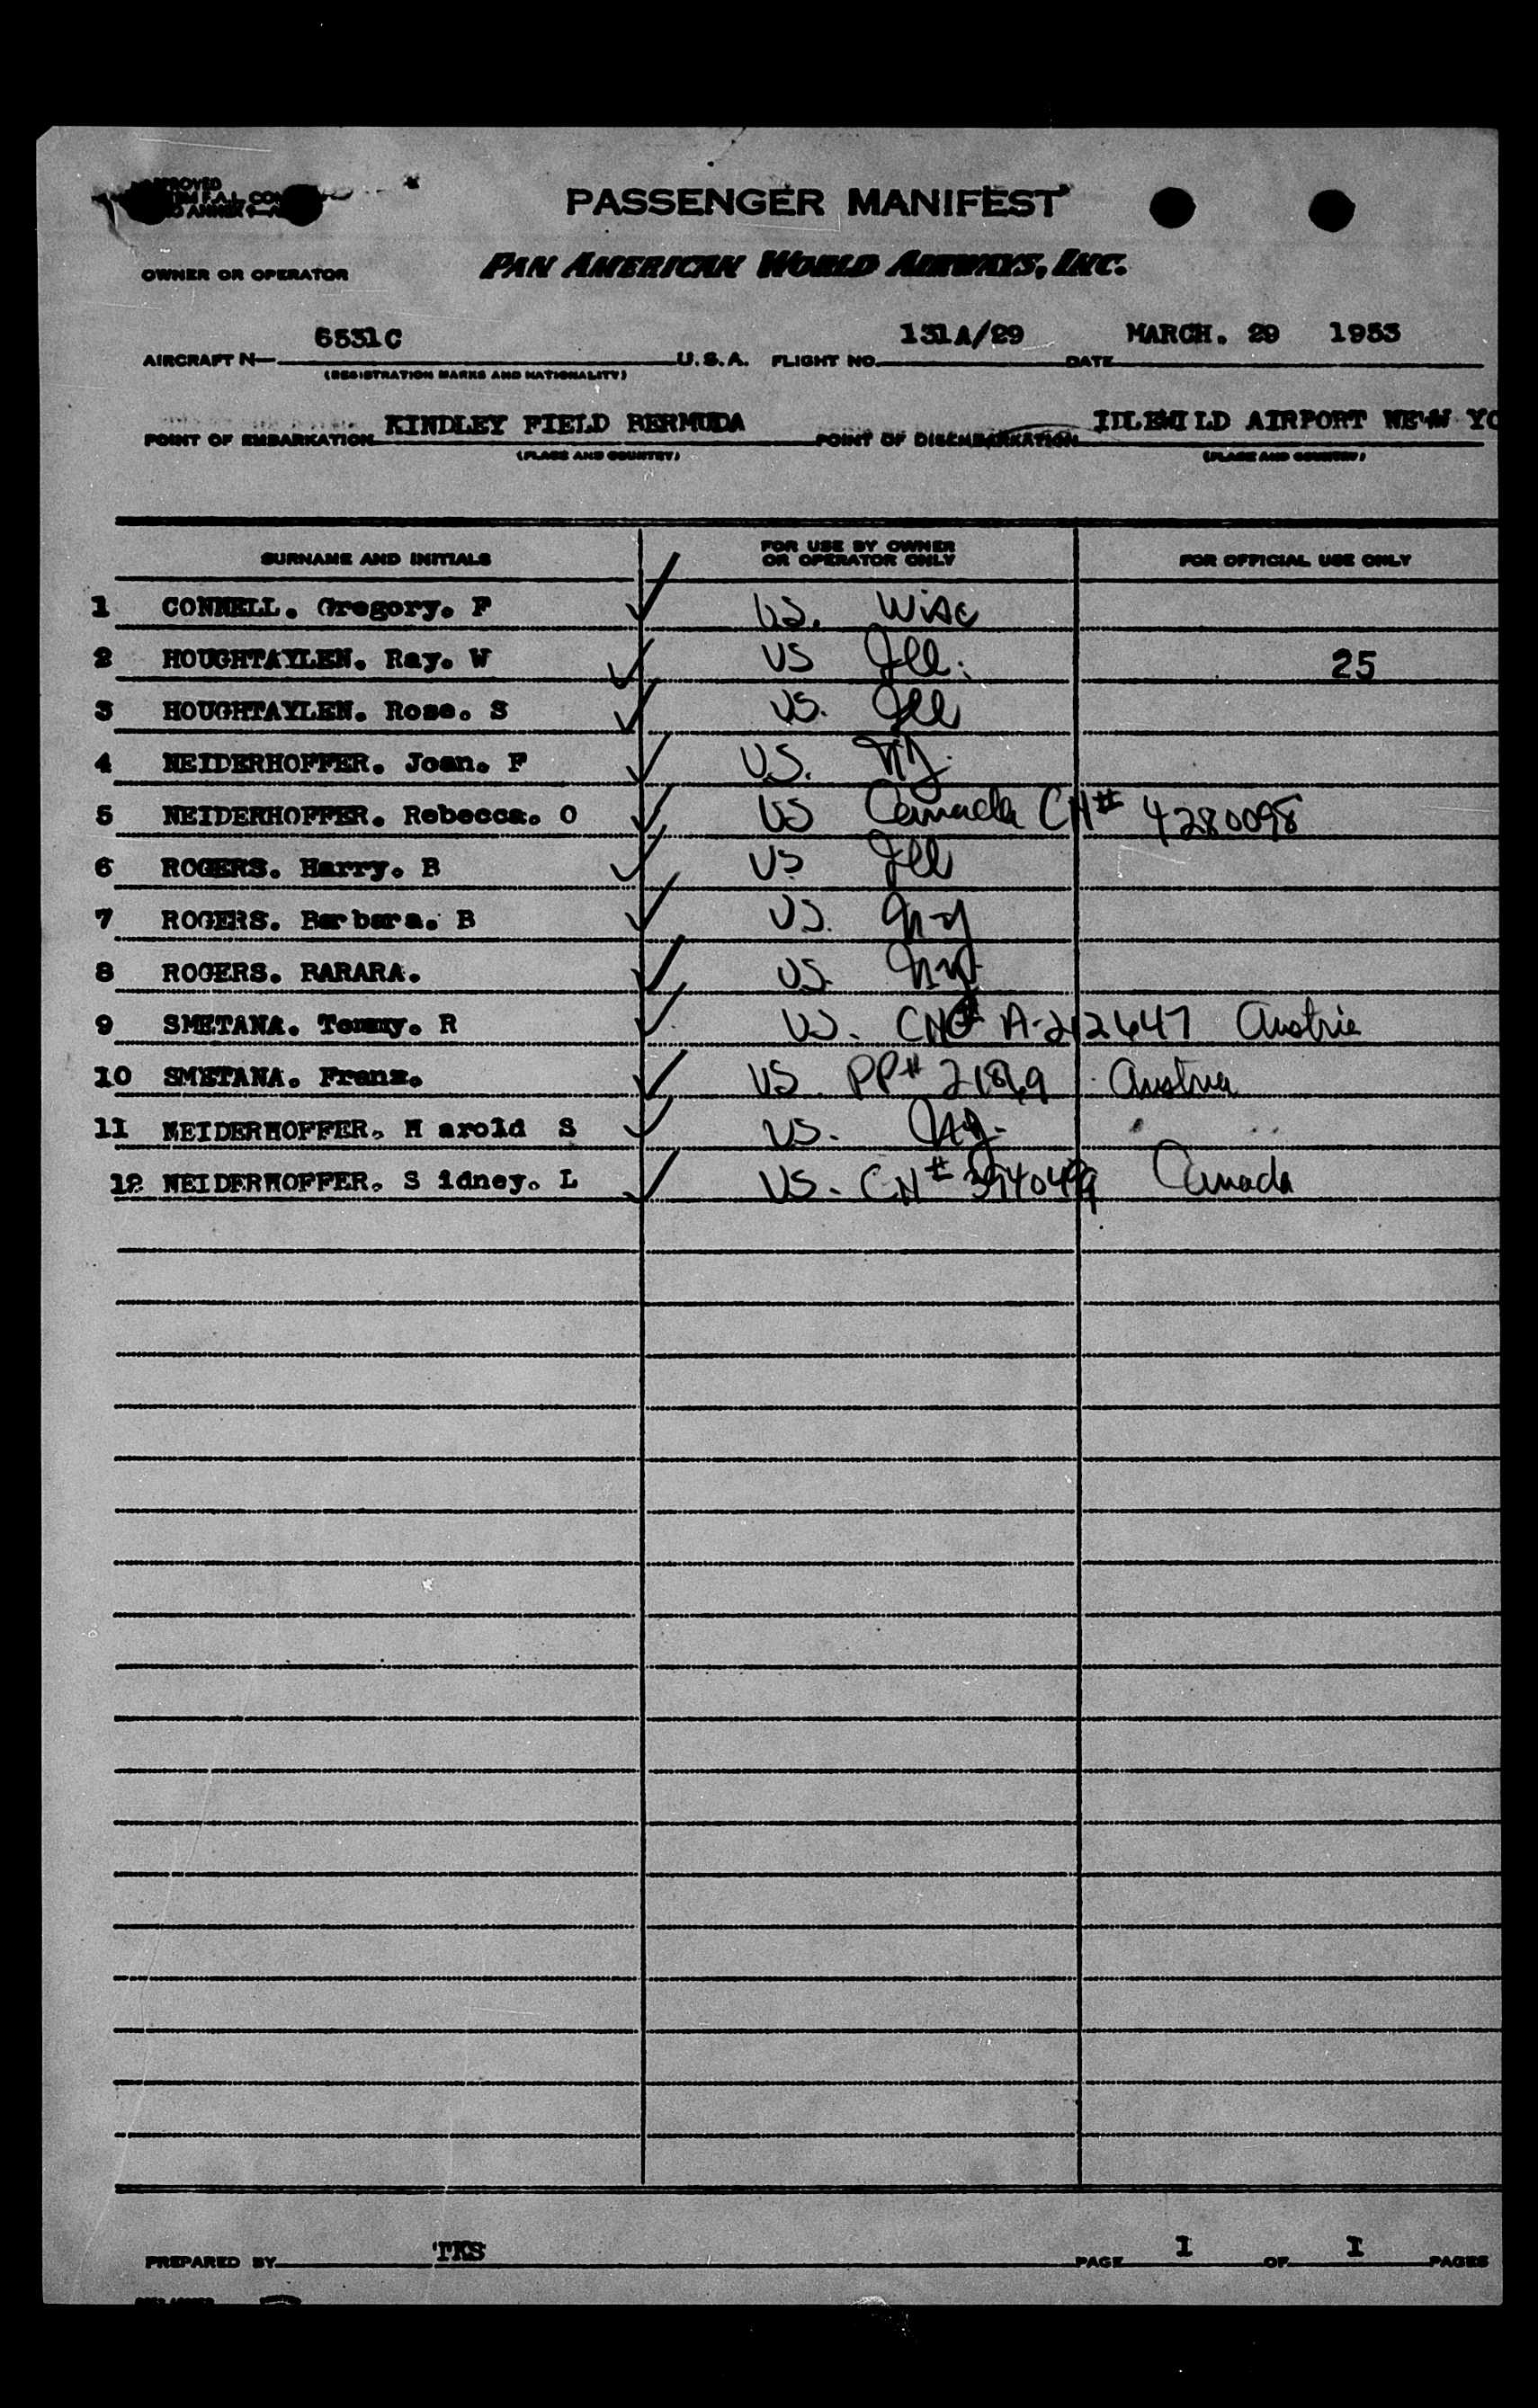 PASSENGER MANIFEST
OWNER OR OPERATOR PAN AMERICAN WORLD AIRWAYS, INC.
AIRCRAFT N— 6531C U.S.A. FLIGHT NO. 131A/29 DATE MARCH. 29 1953
(REGISTRATION MARKS AND NATIONALITY)
POINT OF EMBARKATION KINDLEY FIELD BERMUDA POINT OF DISEMBARKATION IDLEWILD AIRPORT NEW YO
(PLACE AND COUNTRY) (PLACE AND COUNTRY)
SURNAME AND INITIALS FOR USE BY OWNER OR OPERATOR ONLY FOR OFFICIAL USE ONLY
1 CONNELL. Gregory. F ✓ US. Wisc
2 HOUGHTAYLEN. Ray. W ✓ US Ill. 25
3 HOUGHTAYLEN. Rose. S ✓ US. Ill
4 NEIDERHOFFER. Joan. F ✓ U.S. NJ.
5 NEIDERHOFFER. Rebecca. O ✓ US Canada CN# 4280098
6 ROGERS. Harry. B ✓ US Ill
7 ROGERS. Barbara. B ✓ US. NY
8 ROGERS. BARARA. ✓ US. NY
9 SMETANA. Tommy. R ✓ US. A-212647 Austria
10 SMETANA. Franz. ✓ US PP# Austria
11 NEIDERHOFFER. H arold S ✓ US. NJ.
12 NEIDERHOFFER. S idney. L ✓ US. CN# Canada
PREPARED BY TKS PAGE I OF I PAGES